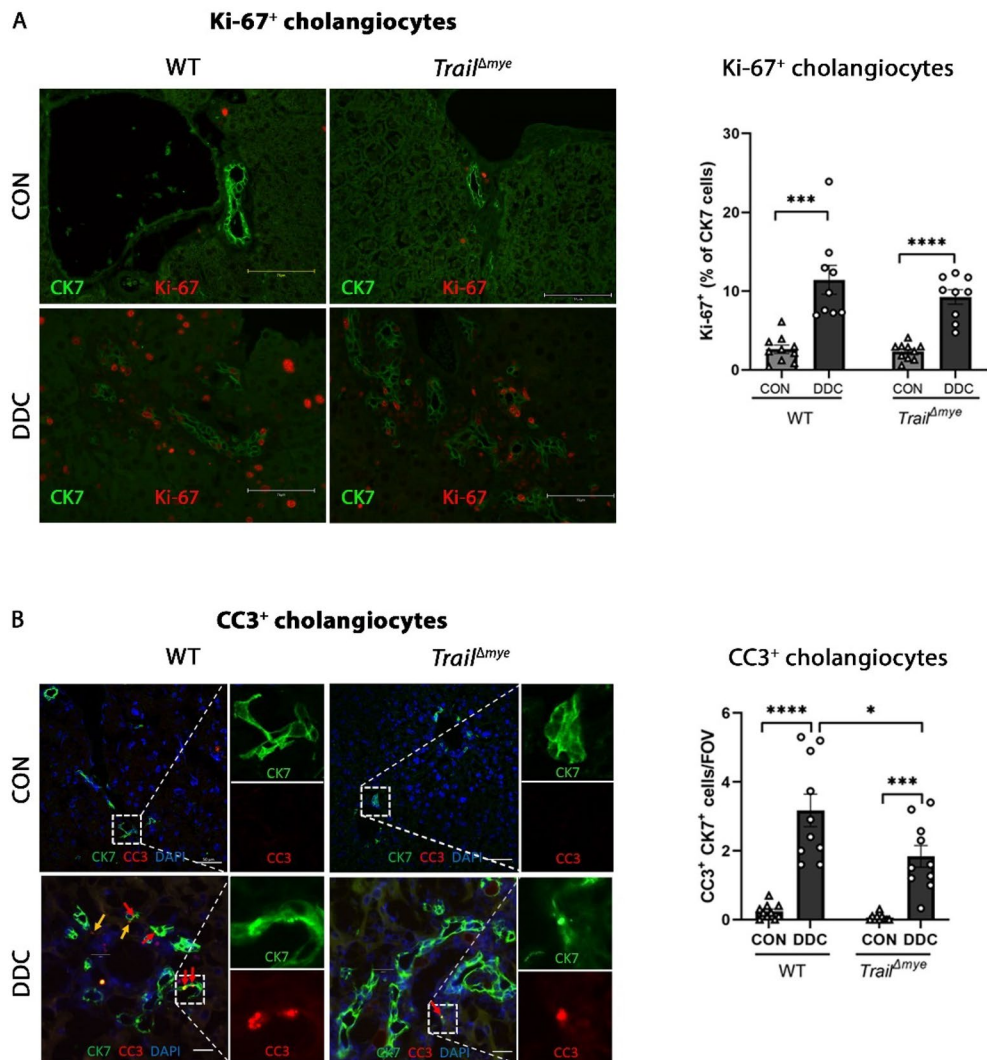 A
Ki-67⁺ cholangiocytes
WT
Trail^Δmye
CON
CK7 Ki-67
CK7 Ki-67
DDC
CK7 Ki-67
CK7 Ki-67
Ki-67⁺ cholangiocytes
Ki-67⁺ (% of CK7 cells)
30
20
10
0
***
****
CON DDC CON DDC
WT Trail^Δmye
B
CC3⁺ cholangiocytes
WT
Trail^Δmye
CON
CK7 CC3 DAPI
CK7
CC3
CK7 CC3 DAPI
CK7
CC3
DDC
CK7 CC3 DAPI
CK7
CC3
CK7 CC3 DAPI
CK7
CC3
CC3⁺ cholangiocytes
CC3⁺ CK7⁺ cells/FOV
6
4
2
0
****
*
***
CON DDC CON DDC
WT Trail^Δmye